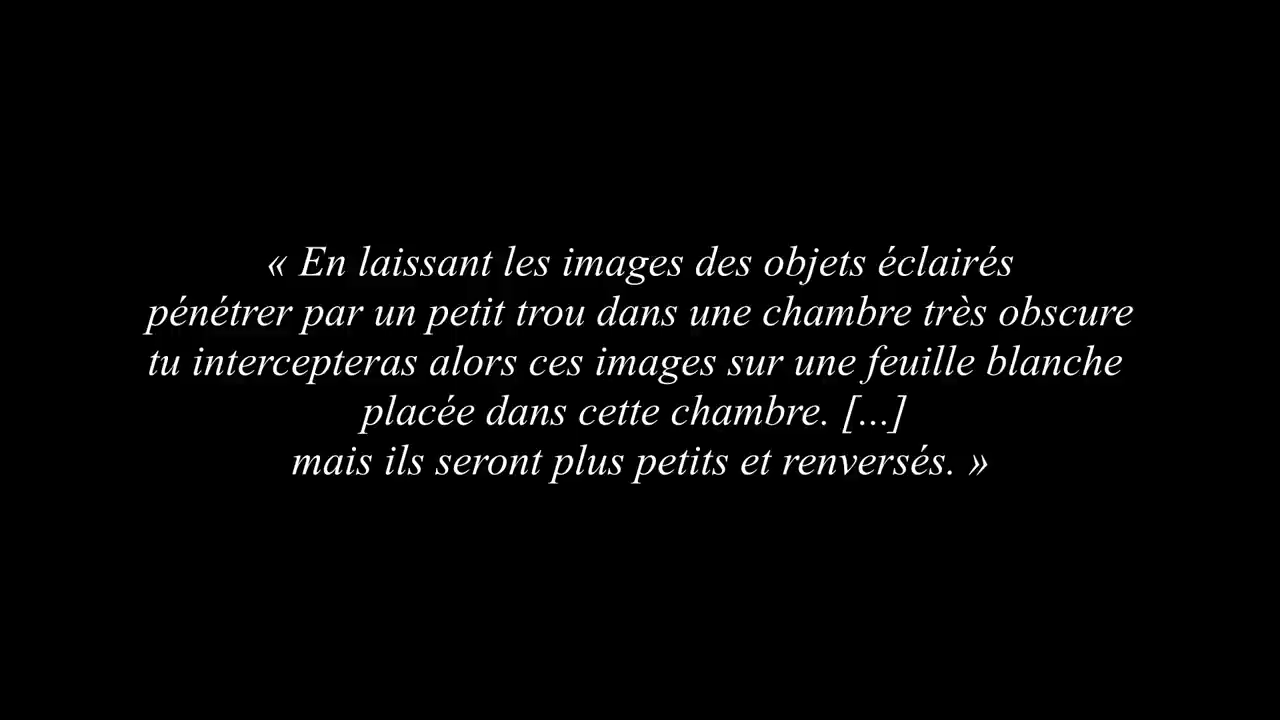 « En laissant les images des objets éclairés
pénétrer par un petit trou dans une chambre très obscure
tu intercepteras alors ces images sur une feuille blanche
placée dans cette chambre. [...]
mais ils seront plus petits et renversés. »